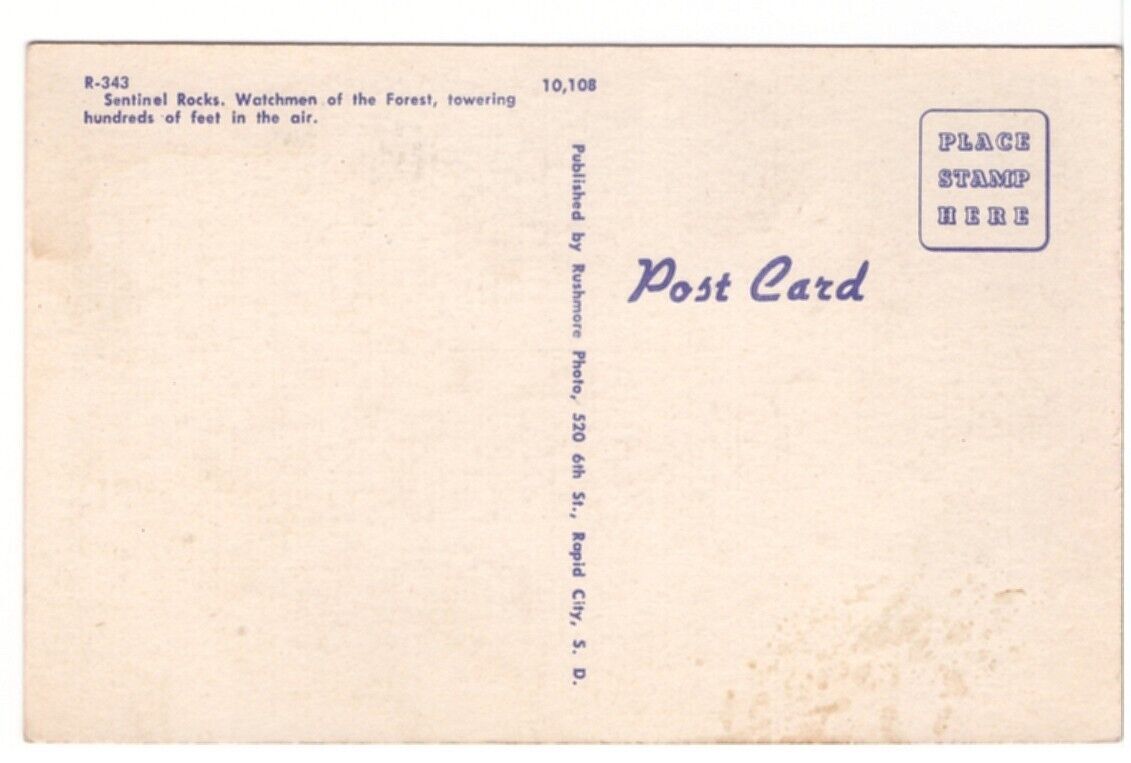 R-343
Sentinel Rocks. Watchmen of the Forest, towering
hundreds of feet in the air.
10,108
Published by Rushmore Photo, 520 6th St., Rapid City, S. D.
PLACE
STAMP
HERE
Post Card